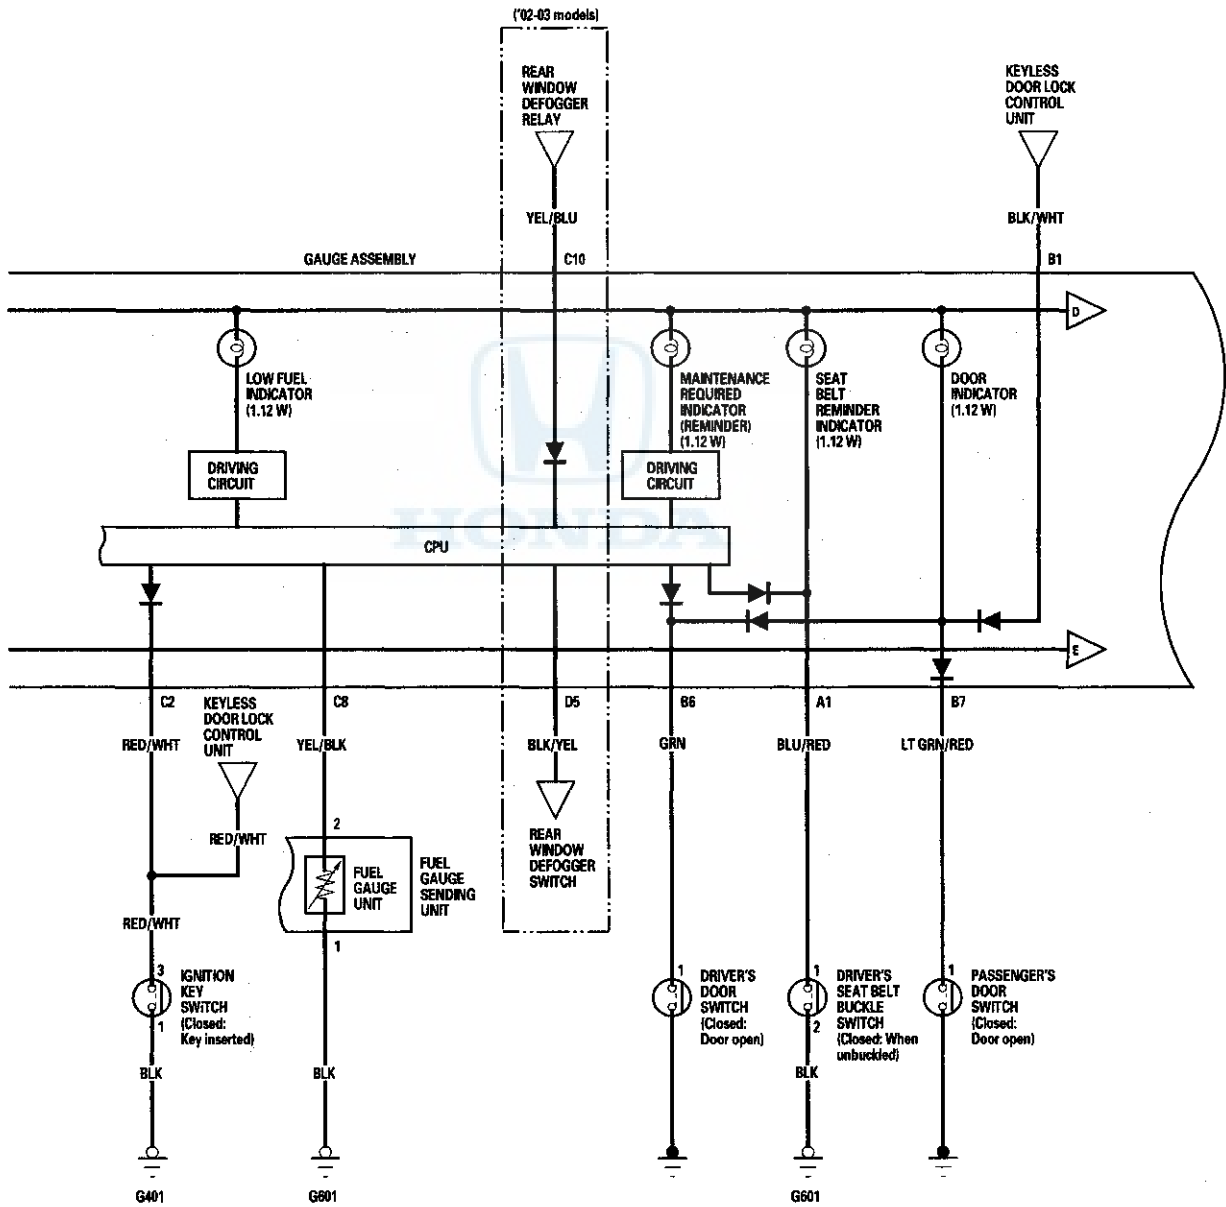 ('02-03 models)
REAR
WINDOW
DEFOGGER
RELAY
KEYLESS
DOOR LOCK
CONTROL
UNIT
YEL/BLU
BLK/WHT
GAUGE ASSEMBLY
C10
B1
D
LOW FUEL
INDICATOR
(1.12 W)
MAINTENANCE
REQUIRED
INDICATOR
(REMINDER)
(1.12 W)
SEAT
BELT
REMINDER
INDICATOR
(1.12 W)
DOOR
INDICATOR
(1.12 W)
DRIVING
CIRCUIT
DRIVING
CIRCUIT
HONDA
CPU
E
C2
C8
D5
B6
A1
B7
KEYLESS
DOOR LOCK
CONTROL
UNIT
RED/WHT
YEL/BLK
BLK/YEL
GRN
BLU/RED
LT GRN/RED
RED/WHT
2
REAR
WINDOW
DEFOGGER
SWITCH
FUEL
GAUGE
UNIT
FUEL
GAUGE
SENDING
UNIT
RED/WHT
1
3
IGNITION
KEY
SWITCH
(Closed:
Key inserted)
1
1
DRIVER'S
DOOR
SWITCH
(Closed:
Door open)
1
DRIVER'S
SEAT BELT
BUCKLE
SWITCH
(Closed: When
unbuckled)
2
1
PASSENGER'S
DOOR
SWITCH
(Closed:
Door open)
BLK
BLK
BLK
G401
G601
G601